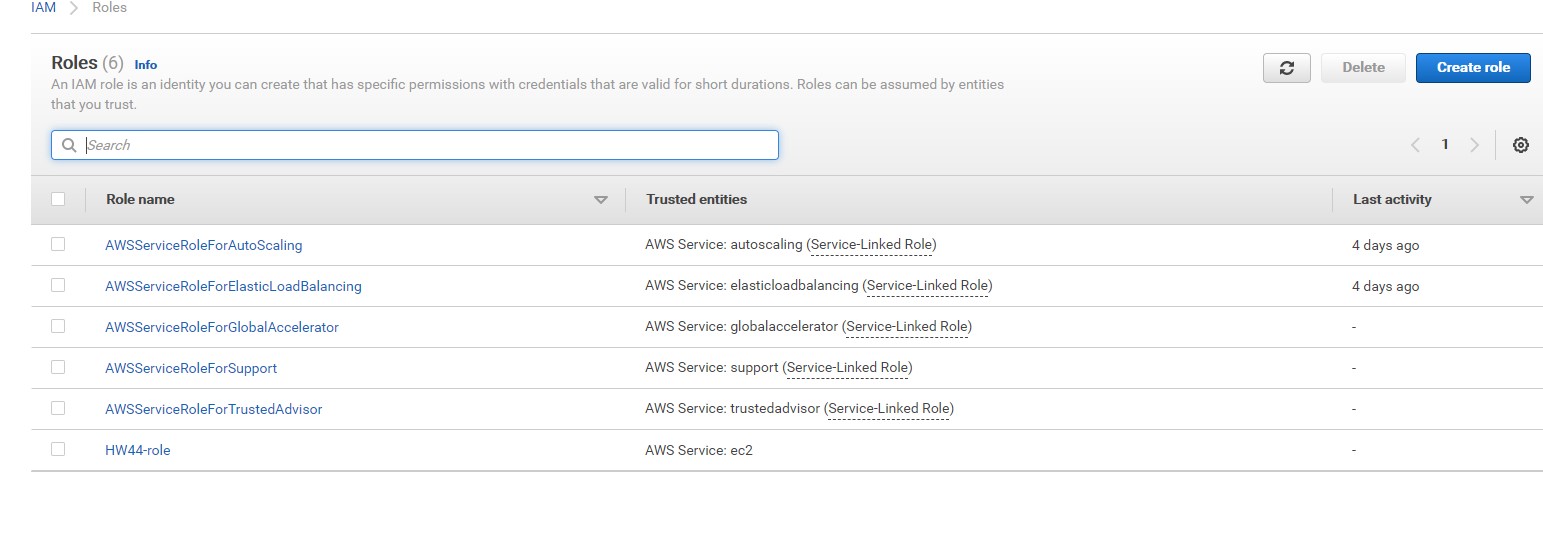 IAM > Roles
Roles (6) Info
An IAM role is an identity you can create that has specific permissions with credentials that are valid for short durations. Roles can be assumed by entities
that you trust.
Delete
Create role
Search
1
Role name Trusted entities Last activity
AWSServiceRoleForAutoScaling AWS Service: autoscaling (Service-Linked Role) 4 days ago
AWSServiceRoleForElasticLoadBalancing AWS Service: elasticloadbalancing (Service-Linked Role) 4 days ago
AWSServiceRoleForGlobalAccelerator AWS Service: globalaccelerator (Service-Linked Role) -
AWSServiceRoleForSupport AWS Service: support (Service-Linked Role) -
AWSServiceRoleForTrustedAdvisor AWS Service: trustedadvisor (Service-Linked Role) -
HW44-role AWS Service: ec2 -